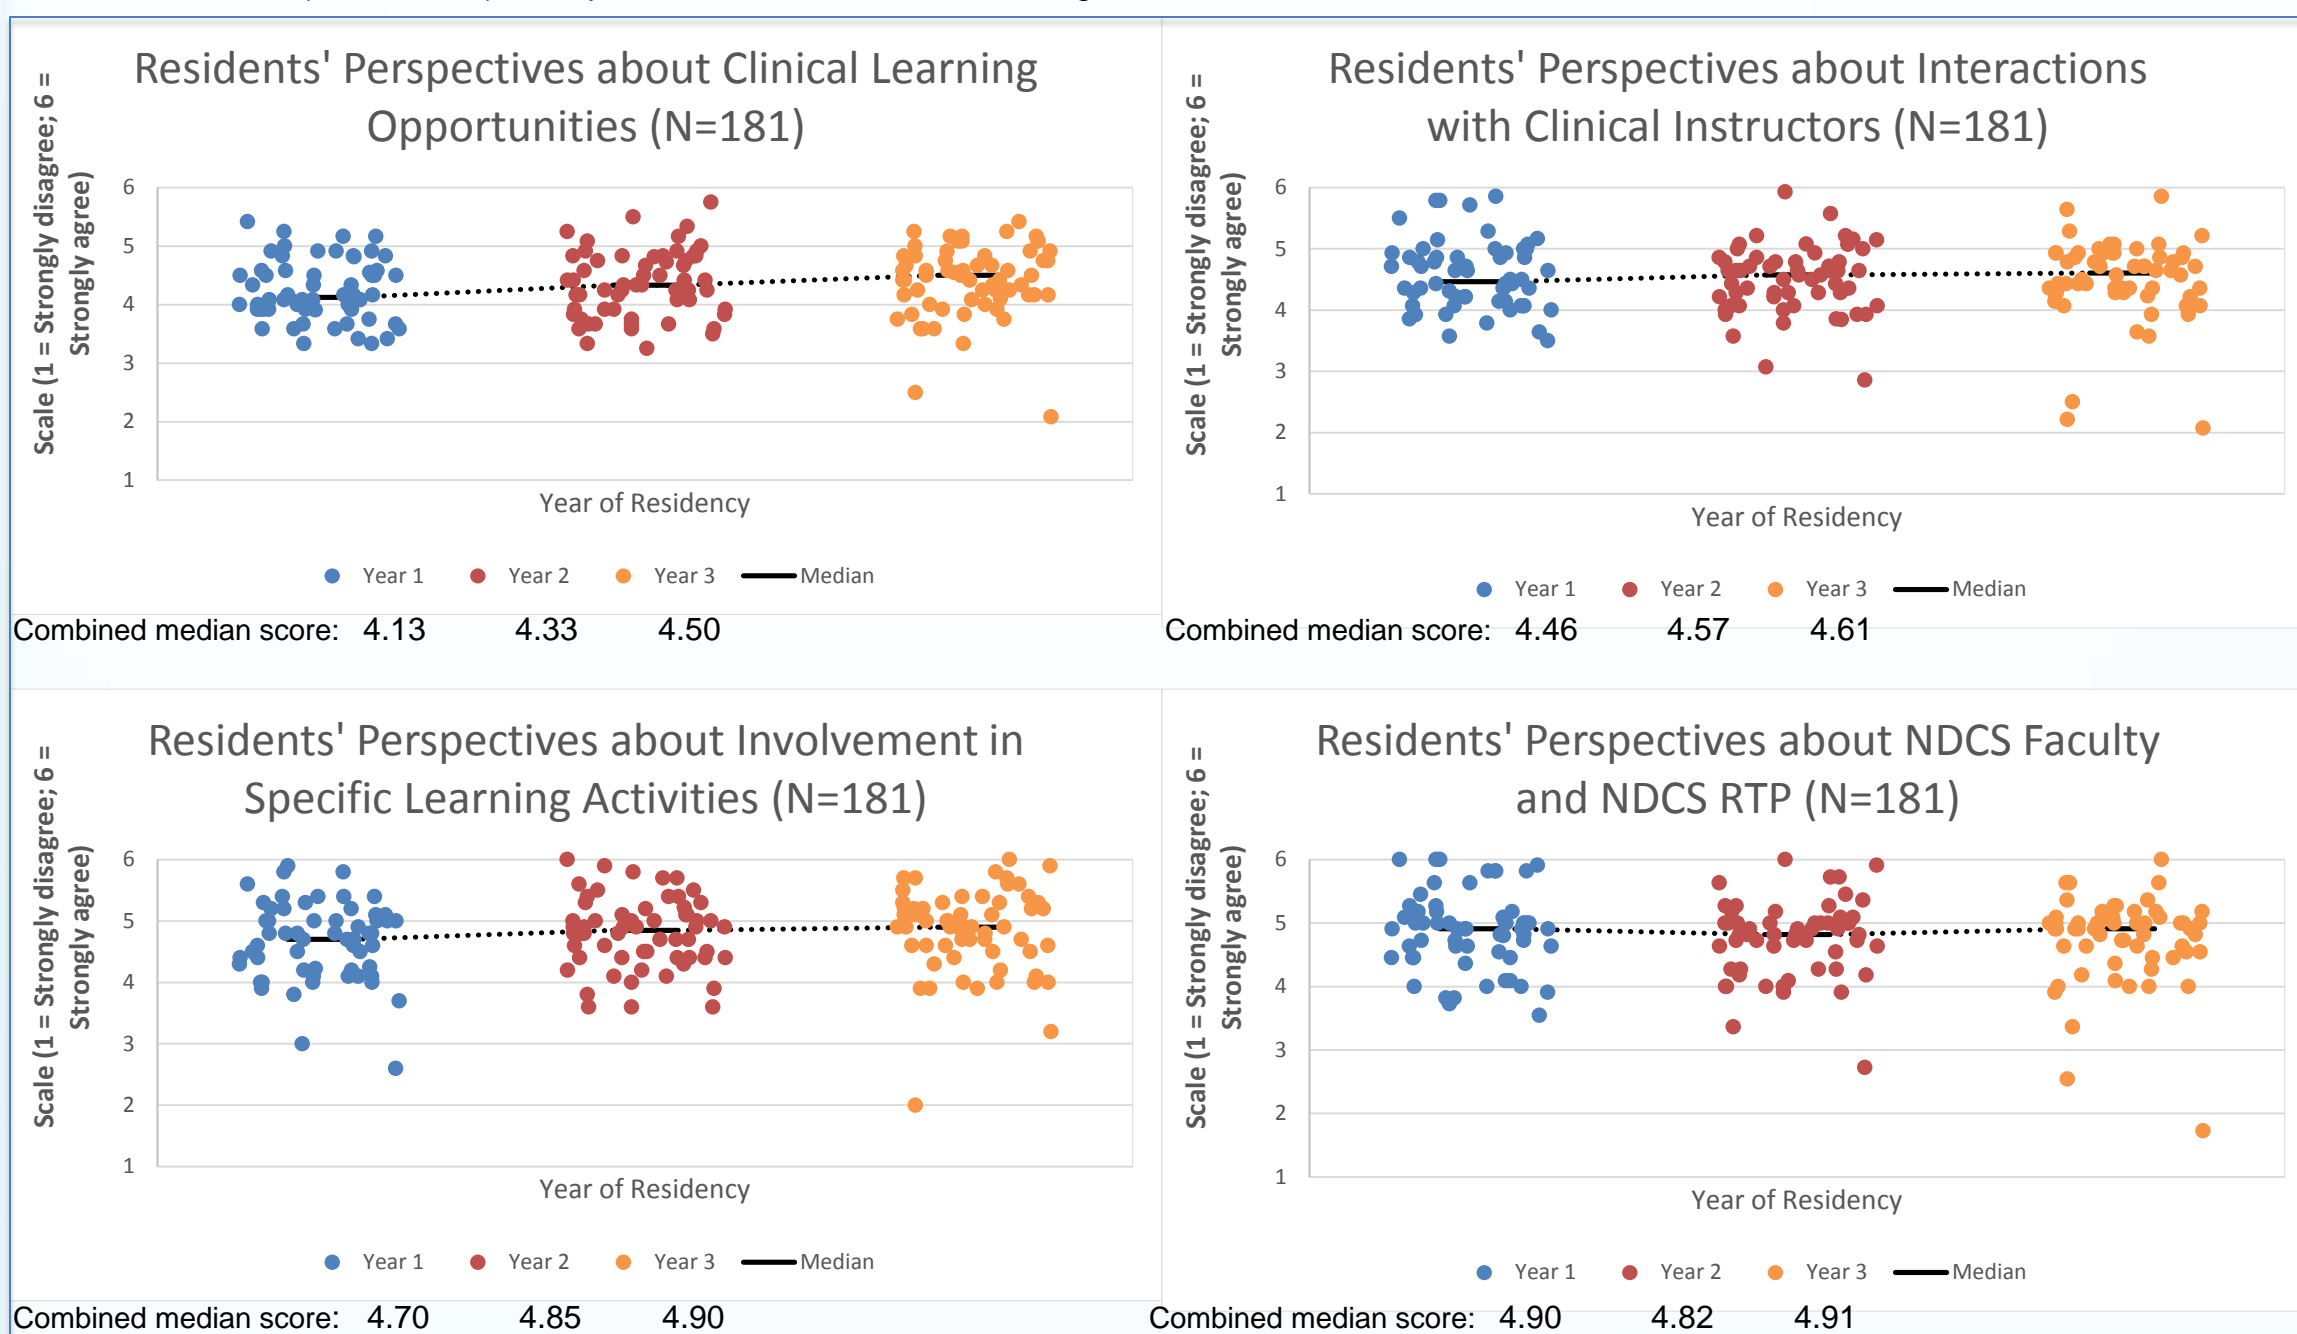 Residents' Perspectives about Clinical Learning
Opportunities (N=181)
Scale (1 = Strongly disagree; 6 =
Strongly agree)
6
5
4
3
2
1
Year of Residency
Year 1 Year 2 Year 3 Median
Combined median score: 4.13 4.33 4.50
Residents' Perspectives about Interactions
with Clinical Instructors (N=181)
Scale (1 = Strongly disagree; 6 =
Strongly agree)
6
5
4
3
2
1
Year of Residency
Year 1 Year 2 Year 3 Median
Combined median score: 4.46 4.57 4.61
Residents' Perspectives about Involvement in
Specific Learning Activities (N=181)
Scale (1 = Strongly disagree; 6 =
Strongly agree)
6
5
4
3
2
1
Year of Residency
Year 1 Year 2 Year 3 Median
Combined median score: 4.70 4.85 4.90
Residents' Perspectives about NDCS Faculty
and NDCS RTP (N=181)
Scale (1 = Strongly disagree; 6 =
Strongly agree)
6
5
4
3
2
1
Year of Residency
Year 1 Year 2 Year 3 Median
Combined median score: 4.90 4.82 4.91